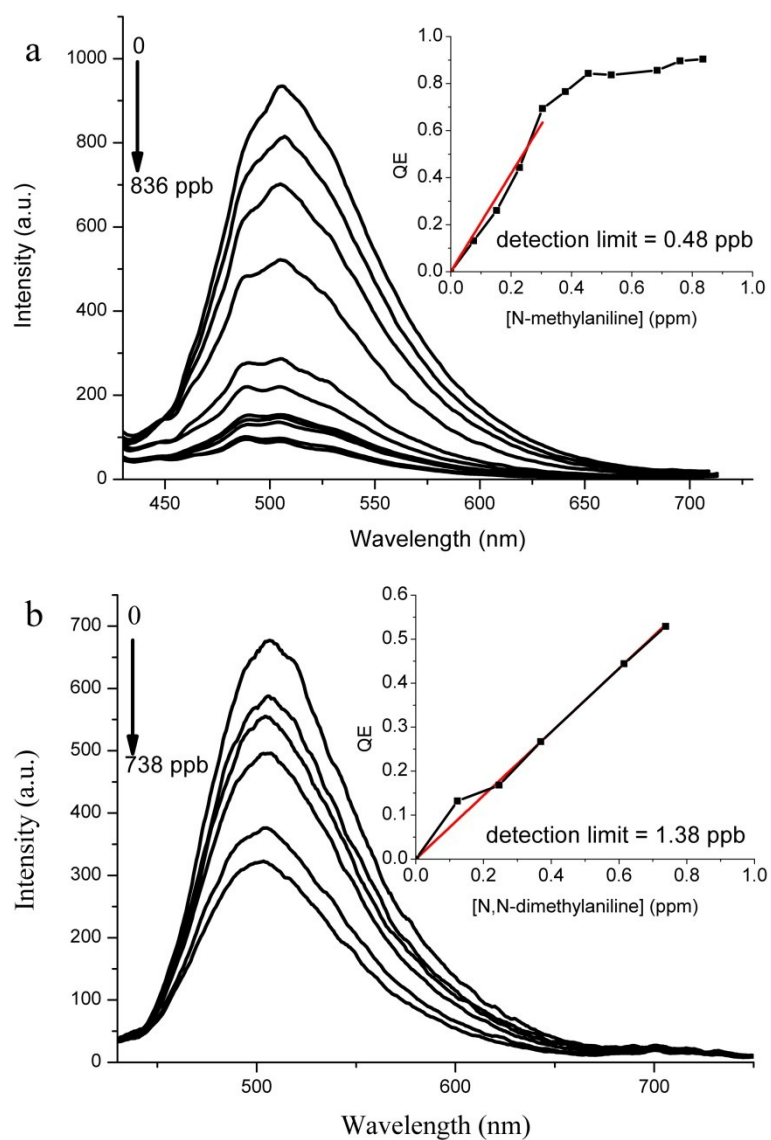 a
0
836 ppb
1000
800
600
400
200
0
Intensity (a.u.)
450 500 550 600 650 700
Wavelength (nm)
1.0
0.8
0.6
0.4
0.2
0.0
QE
detection limit = 0.48 ppb
0.0 0.2 0.4 0.6 0.8 1.0
[N-methylaniline] (ppm)
b
0
738 ppb
700
600
500
400
300
200
100
0
Intensity (a.u.)
500 600 700
Wavelength (nm)
0.6
0.5
0.4
0.3
0.2
0.1
0.0
QE
detection limit = 1.38 ppb
0.0 0.2 0.4 0.6 0.8 1.0
[N,N-dimethylaniline] (ppm)